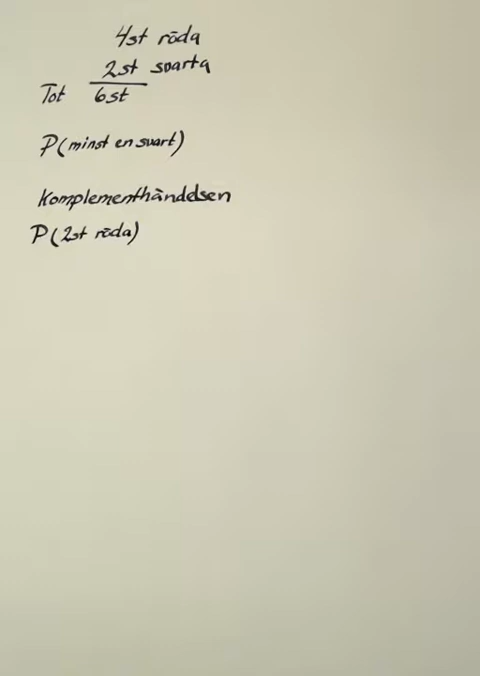 4st röda
2st svarta
Tot 6st
P(minst en svart)
Komplementhändelsen
P(2st röda)